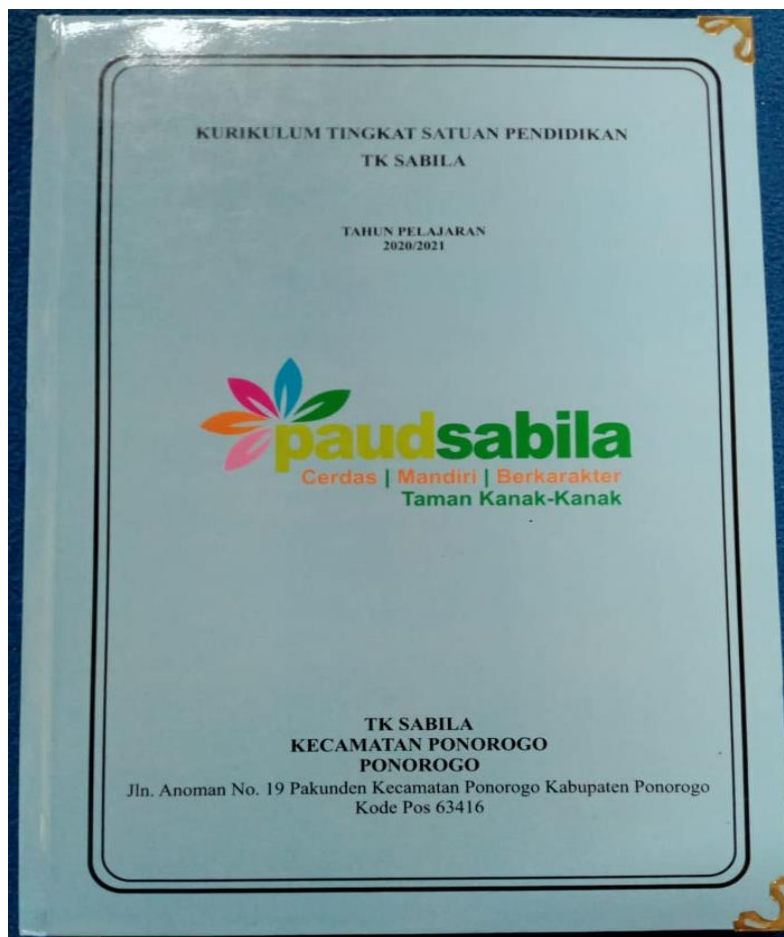 KURIKULUM TINGKAT SATUAN PENDIDIKAN
TK SABILA
TAHUN PELAJARAN
2020/2021
paudsabila
Cerdas | Mandiri | Berkarakter
Taman Kanak-Kanak
TK SABILA
KECAMATAN PONOROGO
PONOROGO
Jln. Anoman No. 19 Pakunden Kecamatan Ponorogo Kabupaten Ponorogo
Kode Pos 63416